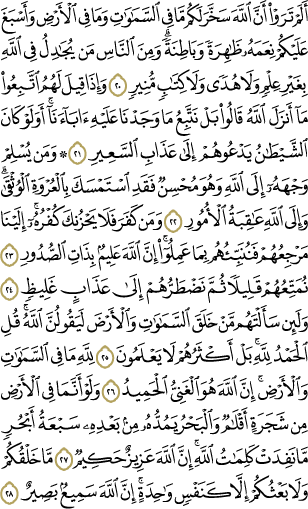 أَلَمْ تَرَوْا۟ أَنَّ ٱللَّهَ سَخَّرَ لَكُم مَّا فِى ٱلسَّمَٰوَٰتِ وَمَا فِى ٱلْأَرْضِ وَأَسْبَغَ
عَلَيْكُمْ نِعَمَهُۥ ظَٰهِرَةً وَبَاطِنَةً ۗ وَمِنَ ٱلنَّاسِ مَن يُجَٰدِلُ فِى ٱللَّهِ
بِغَيْرِ عِلْمٍ وَلَا هُدًى وَلَا كِتَٰبٍ مُّنِيرٍ ٢٠ وَإِذَا قِيلَ لَهُمُ ٱتَّبِعُوا۟
مَآ أَنزَلَ ٱللَّهُ قَالُوا۟ بَلْ نَتَّبِعُ مَا وَجَدْنَا عَلَيْهِ ءَابَآءَنَآ ۚ أَوَلَوْ كَانَ
ٱلشَّيْطَٰنُ يَدْعُوهُمْ إِلَىٰ عَذَابِ ٱلسَّعِيرِ ٢١ ۞ وَمَن يُسْلِمْ
وَجْهَهُۥٓ إِلَى ٱللَّهِ وَهُوَ مُحْسِنٌ فَقَدِ ٱسْتَمْسَكَ بِٱلْعُرْوَةِ ٱلْوُثْقَىٰ ۗ
وَإِلَى ٱللَّهِ عَٰقِبَةُ ٱلْأُمُورِ ٢٢ وَمَن كَفَرَ فَلَا يَحْزُنكَ كُفْرُهُۥٓ ۚ إِلَيْنَا
مَرْجِعُهُمْ فَنُنَبِّئُهُم بِمَا عَمِلُوٓا۟ ۚ إِنَّ ٱللَّهَ عَلِيمٌۢ بِذَاتِ ٱلصُّدُورِ ٢٣
نُمَتِّعُهُمْ قَلِيلًا ثُمَّ نَضْطَرُّهُمْ إِلَىٰ عَذَابٍ غَلِيظٍ ٢٤
وَلَئِن سَأَلْتَهُم مَّنْ خَلَقَ ٱلسَّمَٰوَٰتِ وَٱلْأَرْضَ لَيَقُولُنَّ ٱللَّهُ ۚ قُلِ
ٱلْحَمْدُ لِلَّهِ ۚ بَلْ أَكْثَرُهُمْ لَا يَعْلَمُونَ ٢٥ لِلَّهِ مَا فِى ٱلسَّمَٰوَٰتِ
وَٱلْأَرْضِ ۚ إِنَّ ٱللَّهَ هُوَ ٱلْغَنِىُّ ٱلْحَمِيدُ ٢٦ وَلَوْ أَنَّمَا فِى ٱلْأَرْضِ
مِن شَجَرَةٍ أَقْلَٰمٌ وَٱلْبَحْرُ يَمُدُّهُۥ مِنۢ بَعْدِهِۦ سَبْعَةُ أَبْحُرٍ
مَّا نَفِدَتْ كَلِمَٰتُ ٱللَّهِ ۗ إِنَّ ٱللَّهَ عَزِيزٌ حَكِيمٌ ٢٧ مَّا خَلْقُكُمْ
وَلَا بَعْثُكُمْ إِلَّا كَنَفْسٍ وَٰحِدَةٍ ۗ إِنَّ ٱللَّهَ سَمِيعٌۢ بَصِيرٌ ٢٨